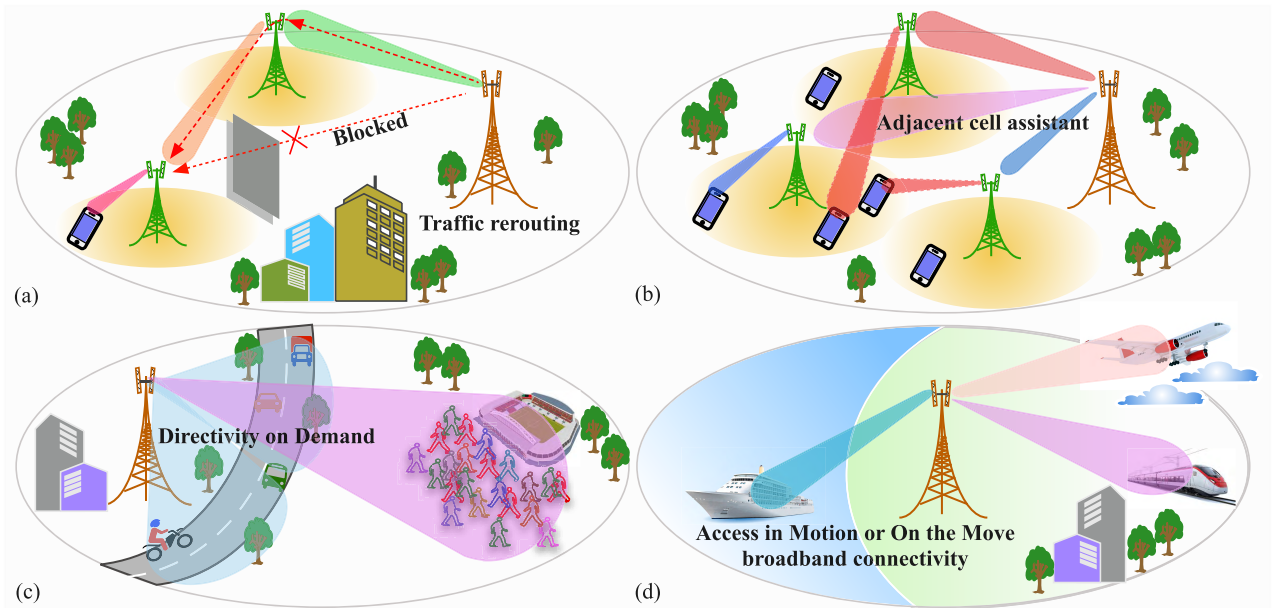 Blocked
Traffic rerouting
(a)
Adjacent cell assistant
(b)
Directivity on Demand
(c)
Access in Motion or On the Move
broadband connectivity
(d)